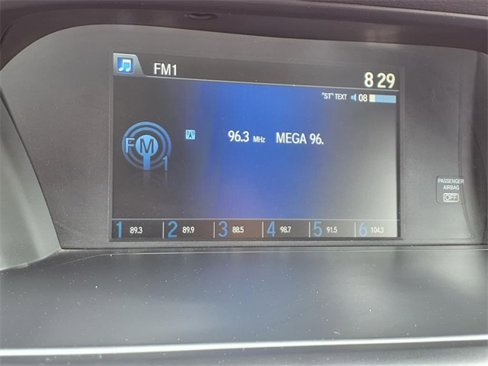 FM1
8 29
"ST" TEXT 08
FM 1
96.3 MHz MEGA 96.
PASSENGER
AIRBAG
OFF
1 89.3 2 89.9 3 88.5 4 98.7 5 91.5 6 104.3